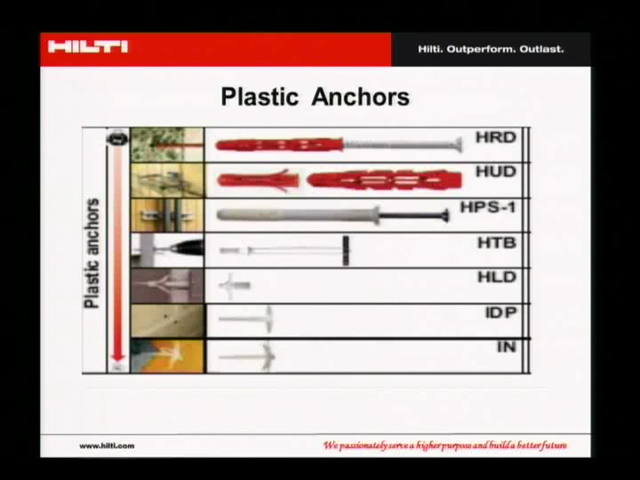 HILTI
Hilti. Outperform. Outlast.
Plastic Anchors
Plastic anchors
HRD
HUD
HPS-1
HTB
HLD
IDP
IN
www.hilti.com
We passionately serve a higher purpose and build a better future